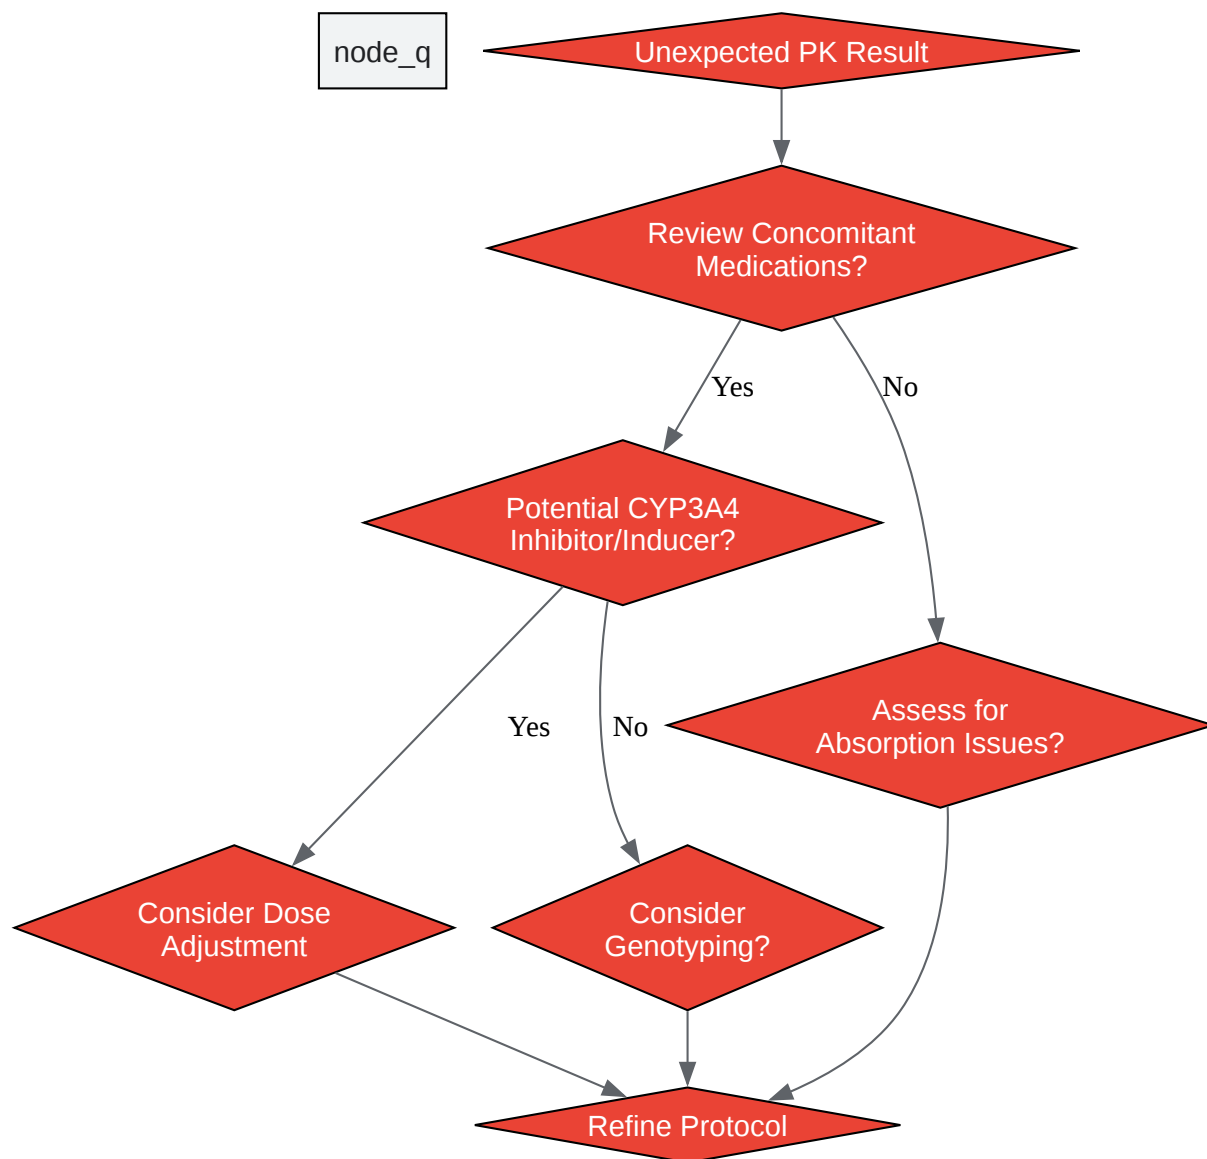 node_q
Unexpected PK Result
Review Concomitant
Medications?
Yes
No
Potential CYP3A4
Inhibitor/Inducer?
Yes
No
Assess for
Absorption Issues?
Consider Dose
Adjustment
Consider
Genotyping?
Refine Protocol